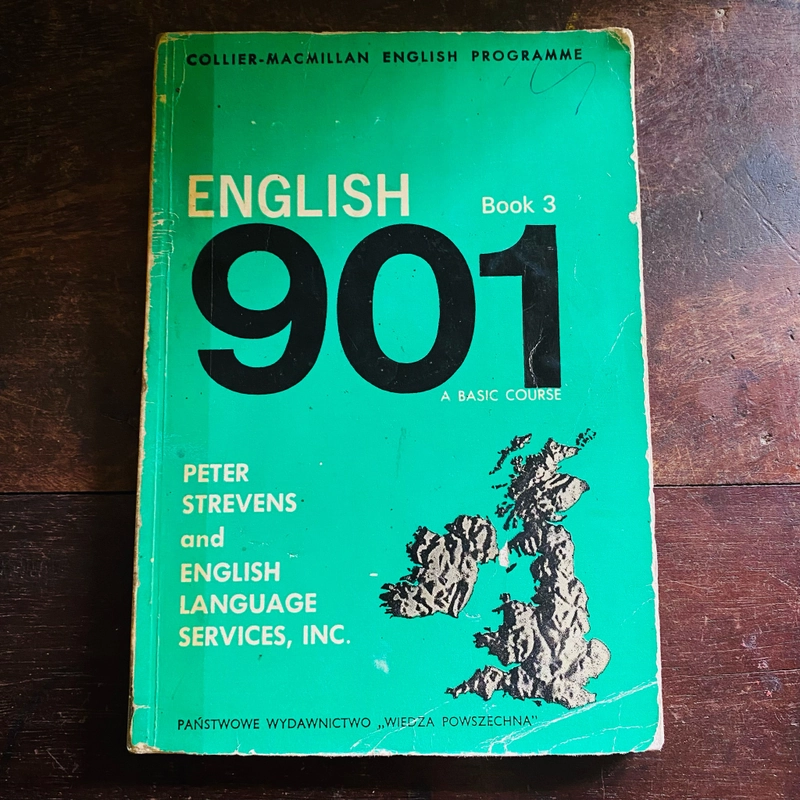 COLLIER-MACMILLAN ENGLISH PROGRAMME
ENGLISH
Book 3
901
A BASIC COURSE
PETER
STREVENS
and
ENGLISH
LANGUAGE
SERVICES, INC.
PAŃSTWOWE WYDAWNICTWO „WIEDZA POWSZECHNA”